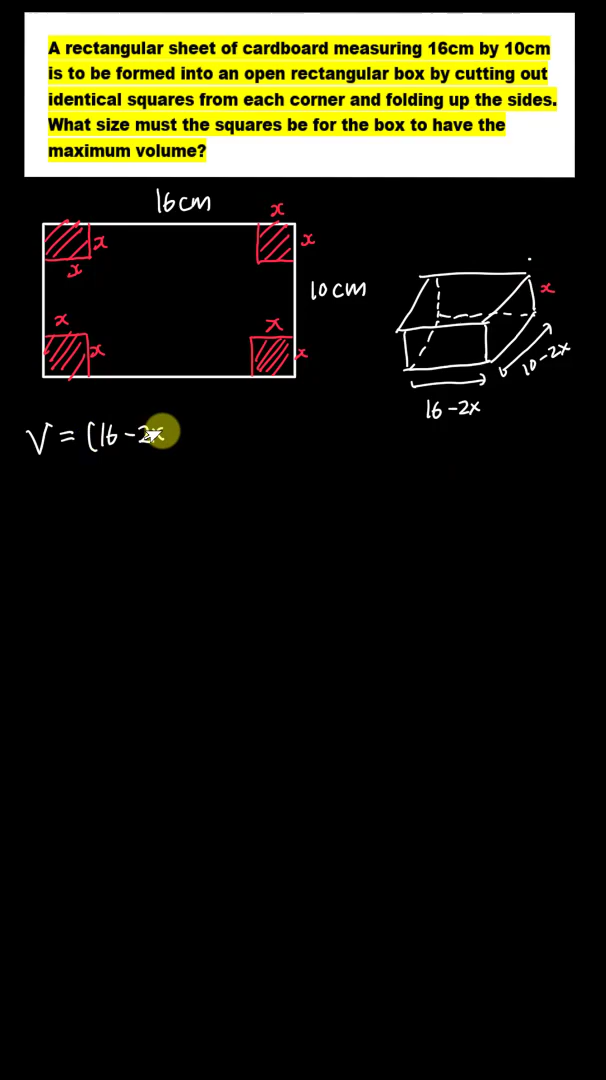 A rectangular sheet of cardboard measuring 16cm by 10cm
is to be formed into an open rectangular box by cutting out
identical squares from each corner and folding up the sides.
What size must the squares be for the box to have the
maximum volume?
16cm
x
x
x
x
10cm
x
x
x
x
x
10-2x
16-2x
V = (16-2x